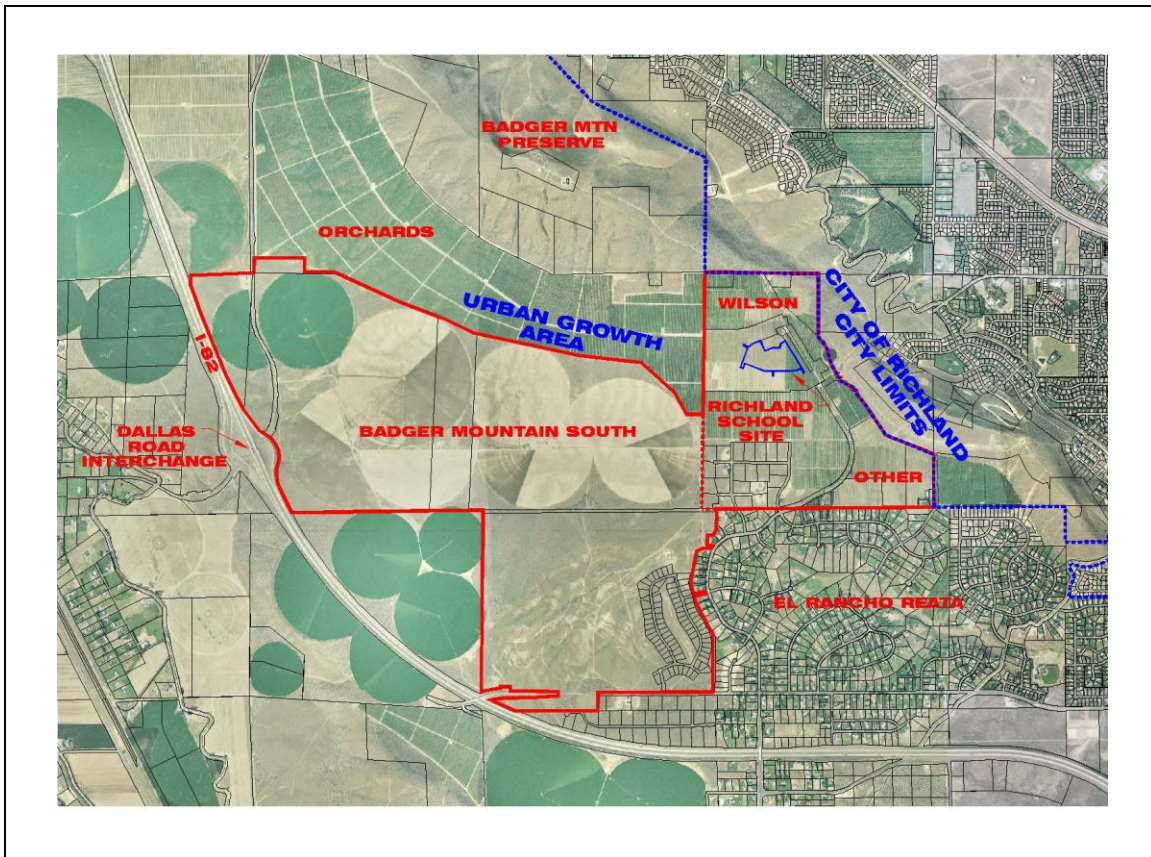 BADGER MTN
PRESERVE
ORCHARDS
URBAN GROWTH
AREA
WILSON
CITY OF RICHLAND
CITY LIMITS
I-82
RICHLAND
SCHOOL
SITE
DALLAS
ROAD
INTERCHANGE
BADGER MOUNTAIN SOUTH
OTHER
EL RANCHO REATA